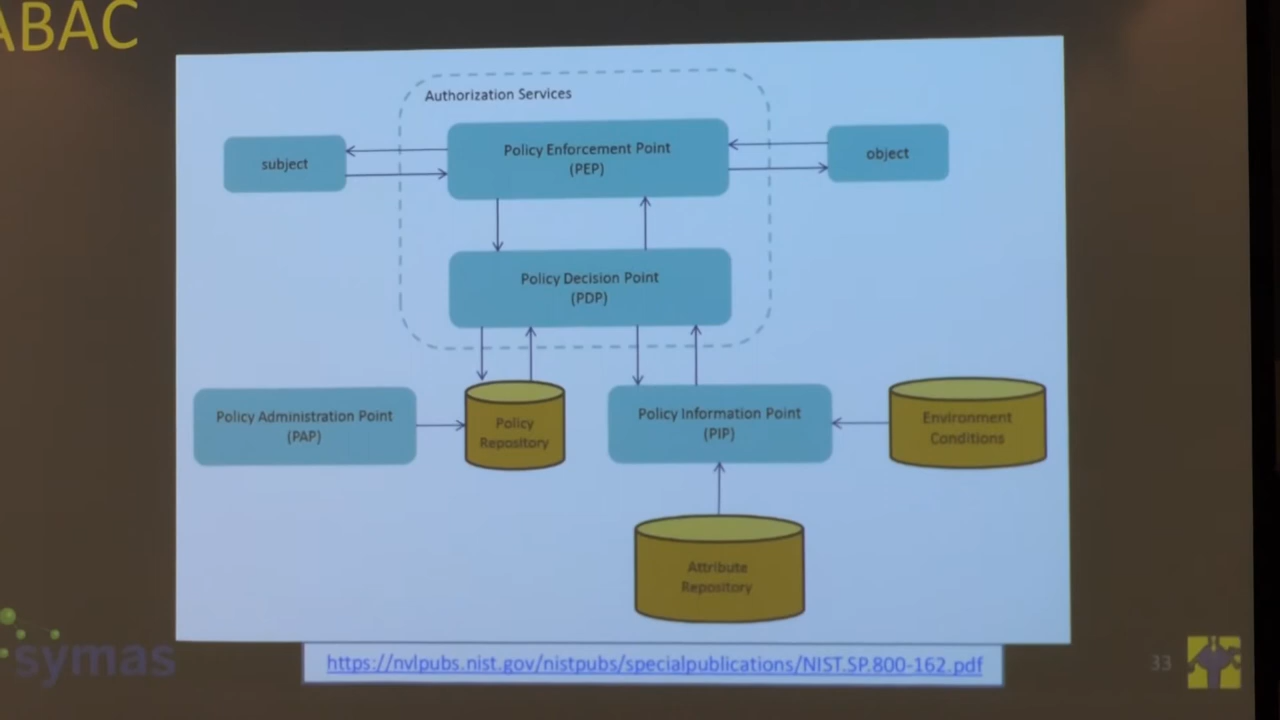 ABAC
Authorization Services
subject
Policy Enforcement Point
(PEP)
object
Policy Decision Point
(PDP)
Policy Administration Point
(PAP)
Policy
Repository
Policy Information Point
(PIP)
Environment
Conditions
Attribute
Repository
symas
https://nvlpubs.nist.gov/nistpubs/specialpublications/NIST.SP.800-162.pdf
33